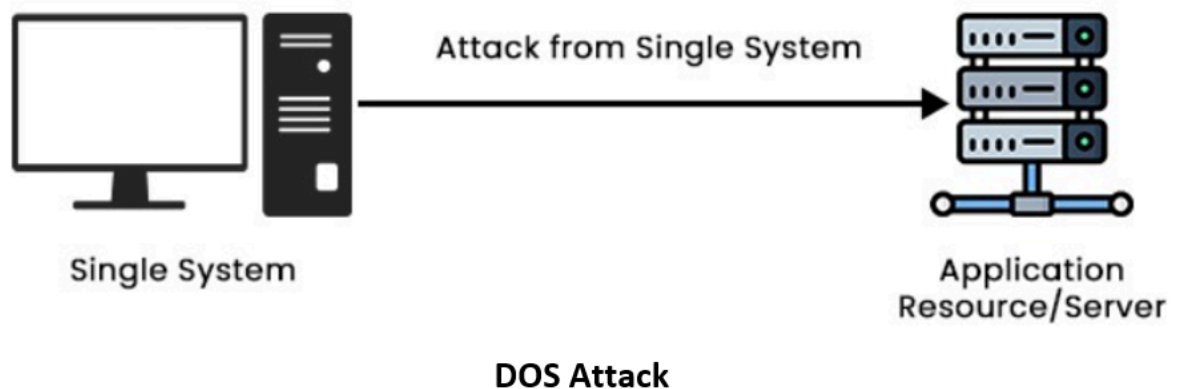 Attack from Single System
Single System
Application
Resource/Server
DOS Attack